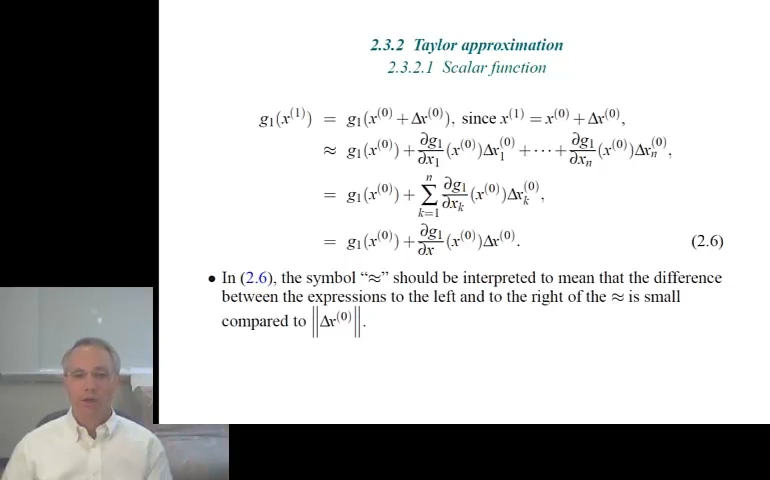 2.3.2 Taylor approximation
2.3.2.1 Scalar function
g₁(x⁽¹⁾) = g₁(x⁽⁰⁾ + Δx⁽⁰⁾), since x⁽¹⁾ = x⁽⁰⁾ + Δx⁽⁰⁾,
≈ g₁(x⁽⁰⁾) + ∂g₁/∂x₁ (x⁽⁰⁾)Δx₁⁽⁰⁾ + ⋯ + ∂g₁/∂xₙ (x⁽⁰⁾)Δxₙ⁽⁰⁾,
= g₁(x⁽⁰⁾) + ∑ₖ₌₁ⁿ ∂g₁/∂xₖ (x⁽⁰⁾)Δxₖ⁽⁰⁾,
= g₁(x⁽⁰⁾) + ∂g₁/∂x (x⁽⁰⁾)Δx⁽⁰⁾. (2.6)
• In (2.6), the symbol “≈” should be interpreted to mean that the difference
between the expressions to the left and to the right of the ≈ is small
compared to ‖Δx⁽⁰⁾‖.